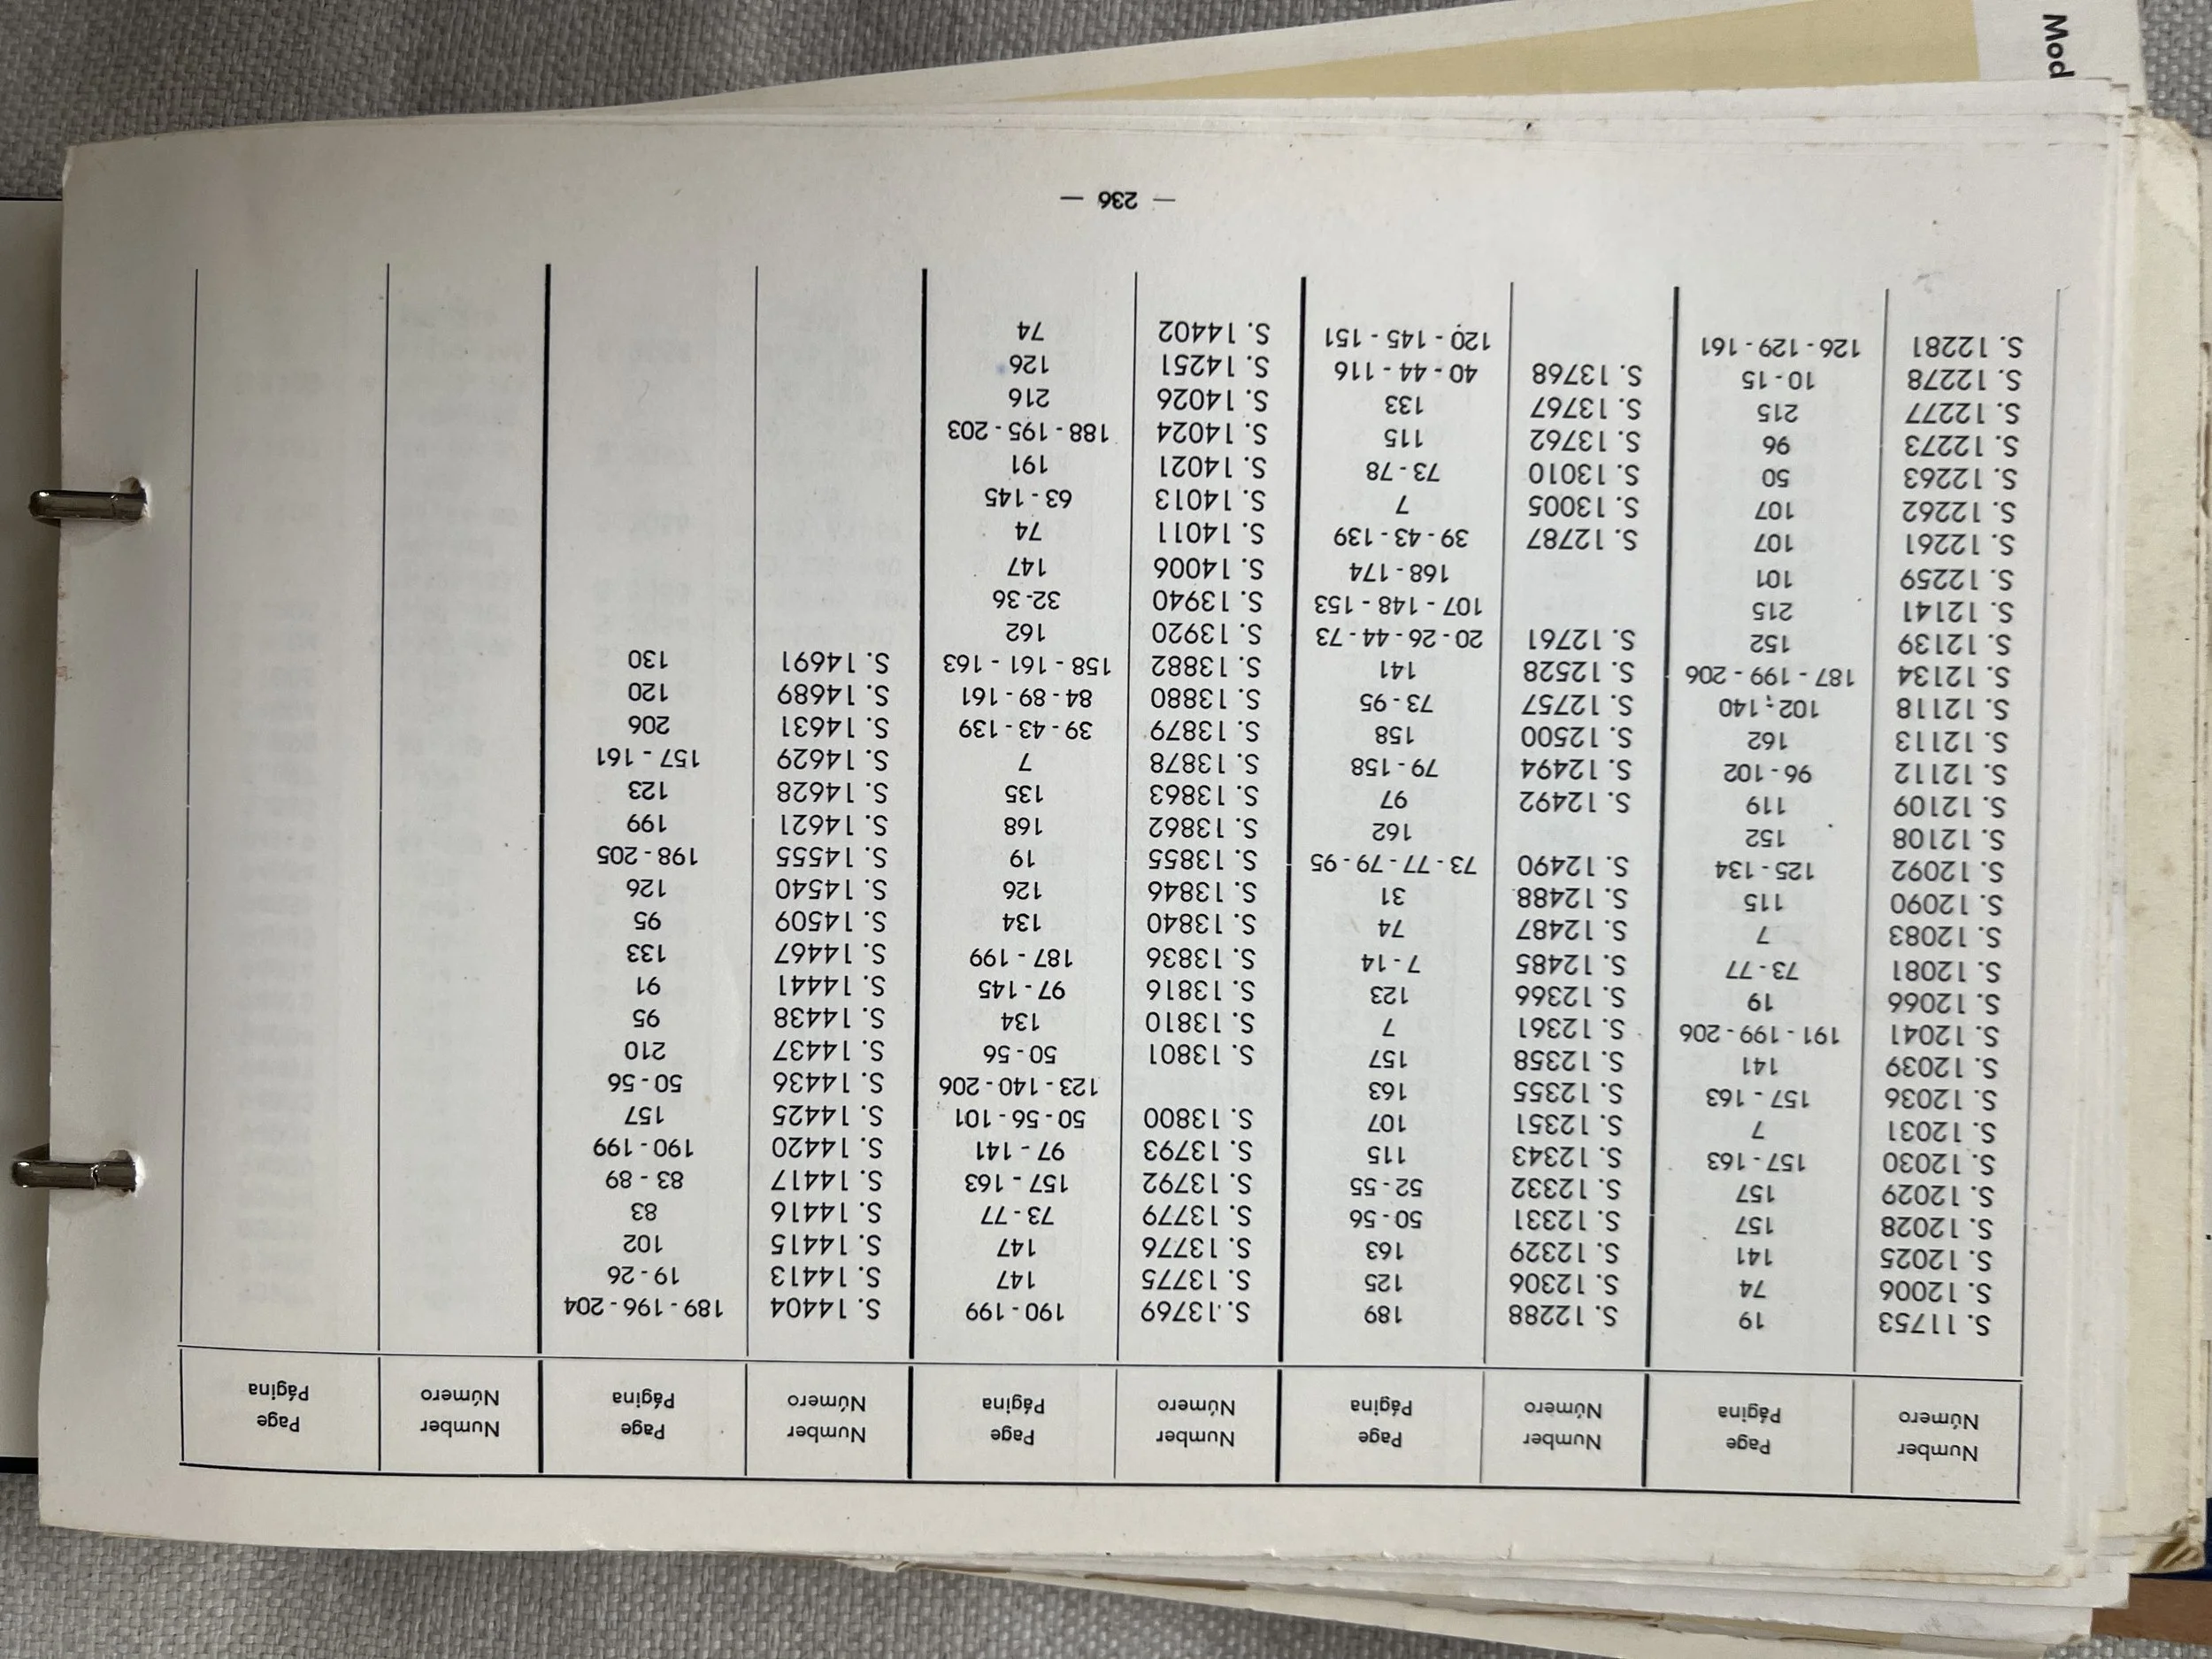 Mod
Number Page Number Page Number Page Number Page Number Page
Número Página Número Página Número Página Número Página Número Página
S. 11753 19 S. 12288 189 S. 13769 190 - 199 S. 14404 189 - 196 - 204
S. 12006 74 S. 12306 125 S. 13775 147 S. 14413 19 - 26
S. 12025 141 S. 12329 163 S. 13776 147 S. 14415 102
S. 12028 157 S. 12331 50 - 56 S. 13779 73 - 77 S. 14416 83
S. 12029 157 S. 12332 52 - 55 S. 13792 157 - 163 S. 14417 83 - 89
S. 12030 157 - 163 S. 12343 115 S. 13793 97 - 141 S. 14420 190 - 199
S. 12031 7 S. 12351 107 S. 13800 50 - 56 - 101 S. 14425 157
S. 12036 157 - 163 S. 12355 163 123 - 140 - 206 S. 14436 50 - 56
S. 12039 141 S. 12358 157 S. 13801 50 - 56 S. 14437 210
S. 12041 191 - 199 - 206 S. 12361 7 S. 13810 134 S. 14438 95
S. 12066 19 S. 12366 123 S. 13816 97 - 145 S. 14441 91
S. 12081 73 - 77 S. 12485 7 - 14 S. 13836 187 - 199 S. 14467 133
S. 12083 7 S. 12487 74 S. 13840 134 S. 14509 95
S. 12090 115 S. 12488 31 S. 13846 126 S. 14540 126
S. 12092 125 - 134 S. 12490 73 - 77 - 79 - 95 S. 13855 19 S. 14555 198 - 205
S. 12108 152 162 S. 13862 168 S. 14621 199
S. 12109 119 S. 12492 97 S. 13863 135 S. 14628 123
S. 12112 96 - 102 S. 12494 79 - 158 S. 13878 7 S. 14629 157 - 161
S. 12113 162 S. 12500 158 S. 13879 39 - 43 - 139 S. 14631 206
S. 12118 102 - 140 S. 12757 73 - 95 S. 13880 84 - 89 - 161 S. 14689 120
S. 12134 187 - 199 - 206 S. 12528 141 S. 13882 158 - 161 - 163 S. 14691 130
S. 12139 152 S. 12761 20 - 26 - 44 - 73 S. 13920 162
S. 12141 215 107 - 148 - 153 S. 13940 32 - 36
S. 12259 101 168 - 174 S. 14006 147
S. 12261 107 S. 12787 39 - 43 - 139 S. 14011 74
S. 12262 107 S. 13005 7 S. 14013 63 - 145
S. 12263 50 S. 13010 73 - 78 S. 14021 191
S. 12273 96 S. 13762 115 S. 14024 188 - 195 - 203
S. 12277 215 S. 13767 133 S. 14026 216
S. 12278 10 - 15 S. 13768 40 - 44 - 116 S. 14251 126
S. 12281 126 - 129 - 161 120 - 145 - 151 S. 14402 74
— 236 —